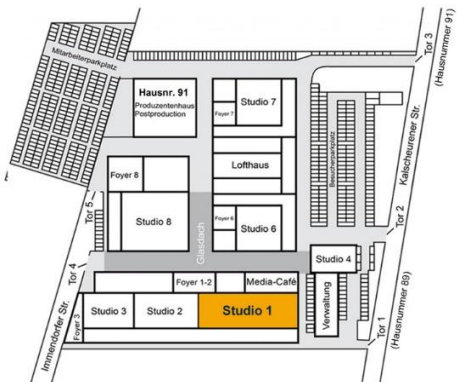 Mitarbeiterparkplatz
Tor 3
(Hausnummer 91)
Hausnr. 91
Produzentenhaus
Postproduction
Studio 7
Foyer 7
Kalscheurener Str.
Besucherparkplatz
Lofthaus
Foyer 8
Tor 5
Studio 8
Glasdach
Foyer 6
Studio 6
Tor 2
Studio 4
Tor 4
Foyer 1-2
Media-Café
Verwaltung
Immendorfer Str.
Foyer 3
Studio 3
Studio 2
Studio 1
Tor 1
(Hausnummer 89)